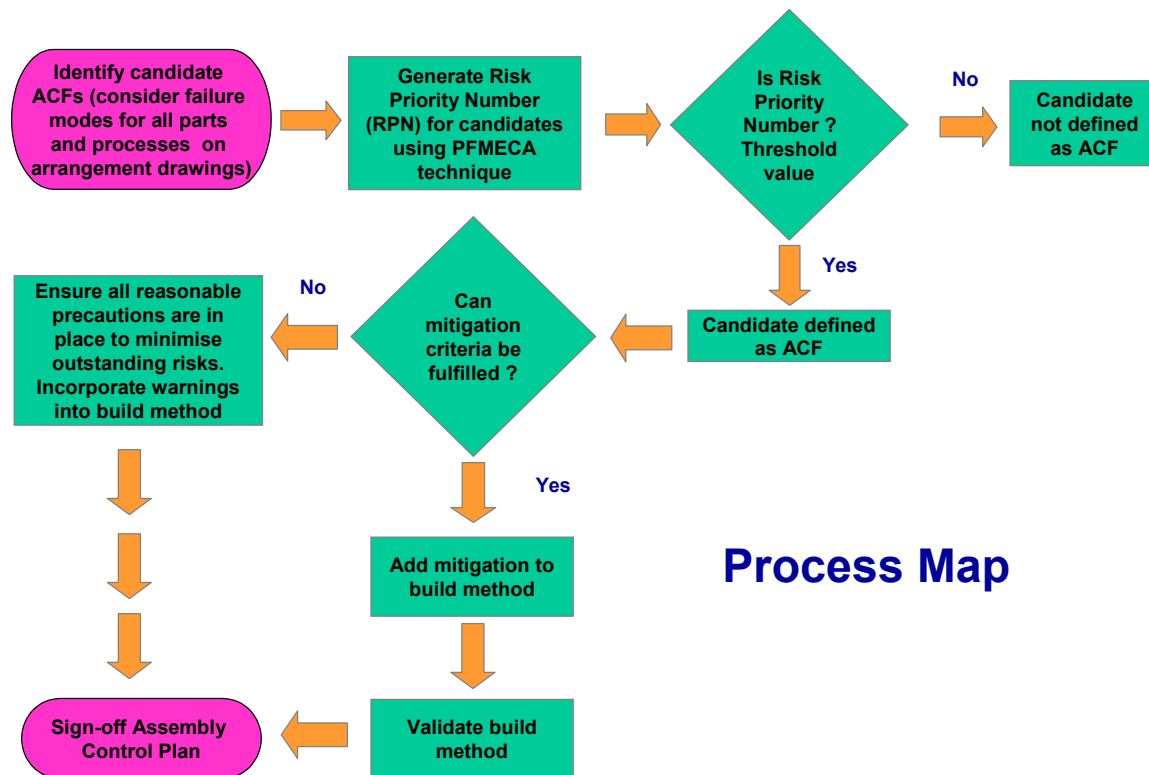 Identify candidate
ACFs (consider failure
modes for all parts
and processes on
arrangement drawings)
Generate Risk
Priority Number
(RPN) for candidates
using PFMECA
technique
Is Risk
Priority
Number ?
Threshold
value
No
Candidate
not defined
as ACF
Yes
Candidate defined
as ACF
Can
mitigation
criteria be
fulfilled ?
No
Ensure all reasonable
precautions are in
place to minimise
outstanding risks.
Incorporate warnings
into build method
Yes
Add mitigation to
build method
Process Map
Validate build
method
Sign-off Assembly
Control Plan